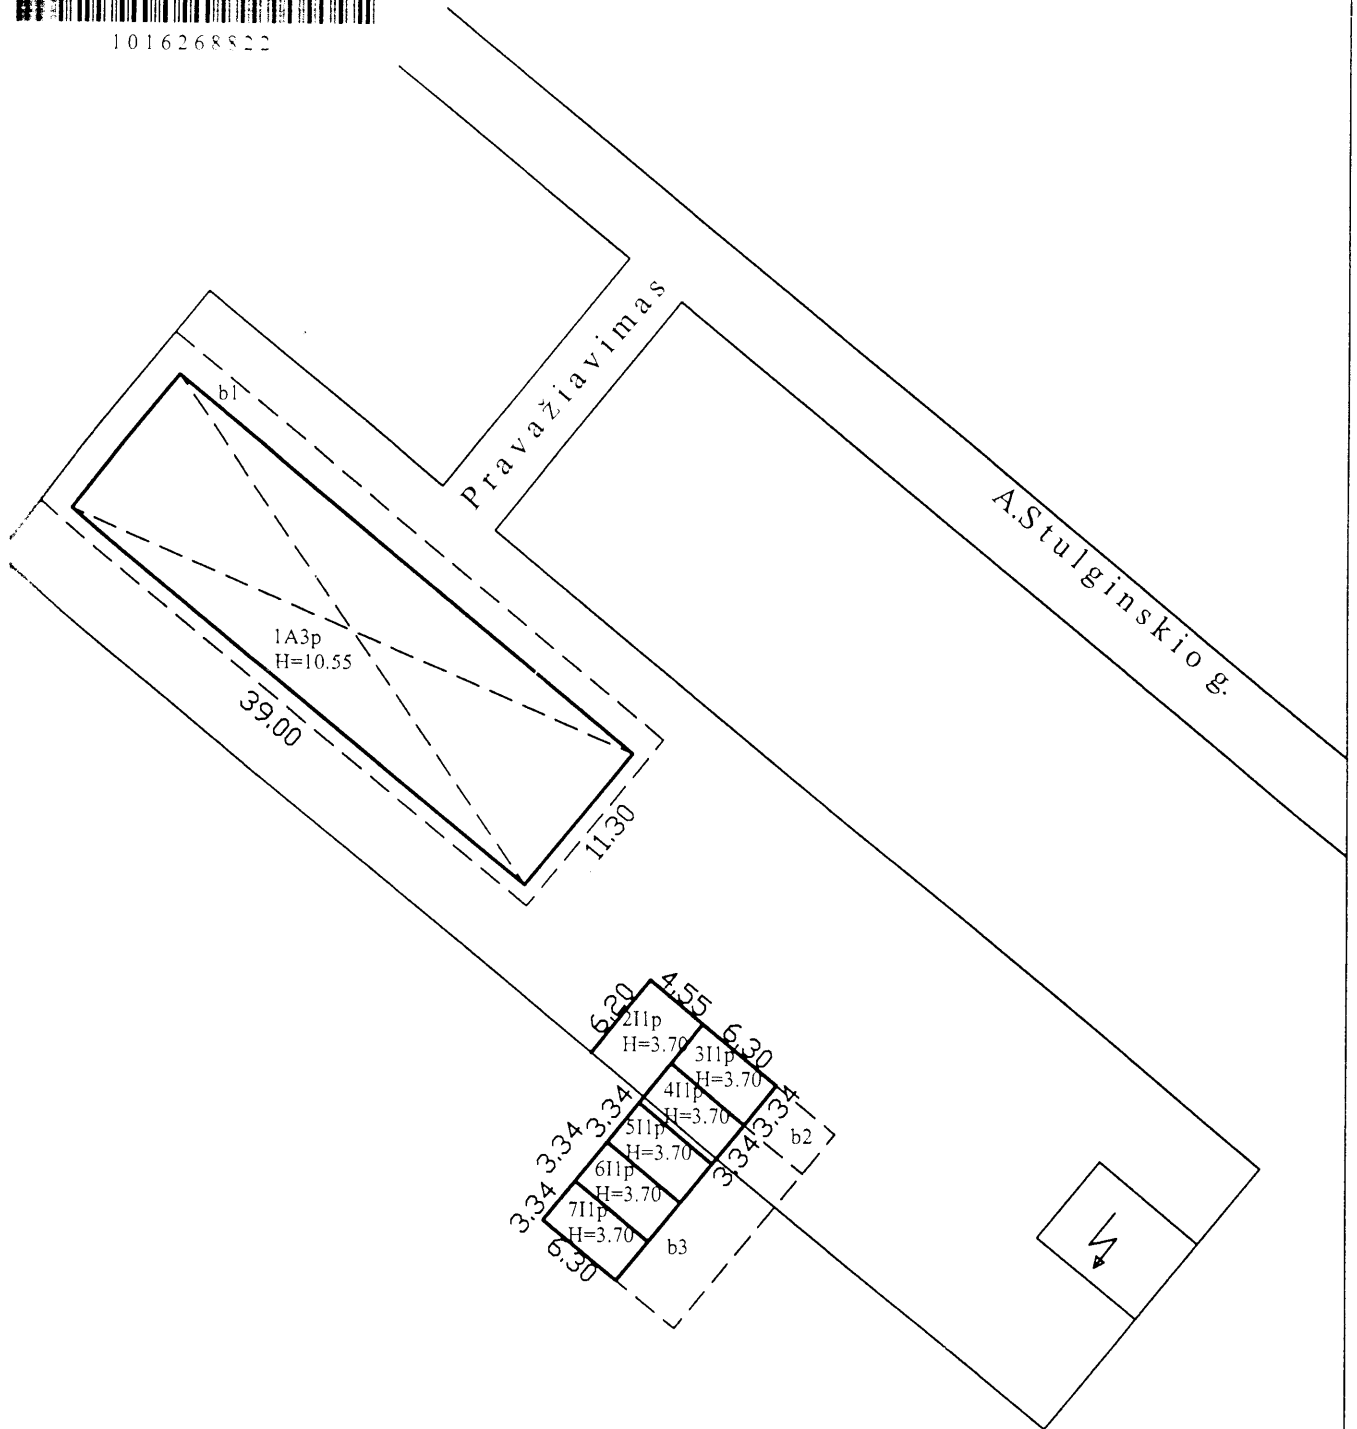 1016268822
Pravažiavimas
b1
A.Stulginskio g.
1A3p
H=10.55
39.00
11.30
4.55
6.20
2I1p
H=3.70
6.30
3I1p
H=3.70
4I1p
H=3.70
3.34
3.34
b2
5I1p
H=3.70
3.34
3.34
6I1p
H=3.70
3.34
7I1p
H=3.70
b3
6.30